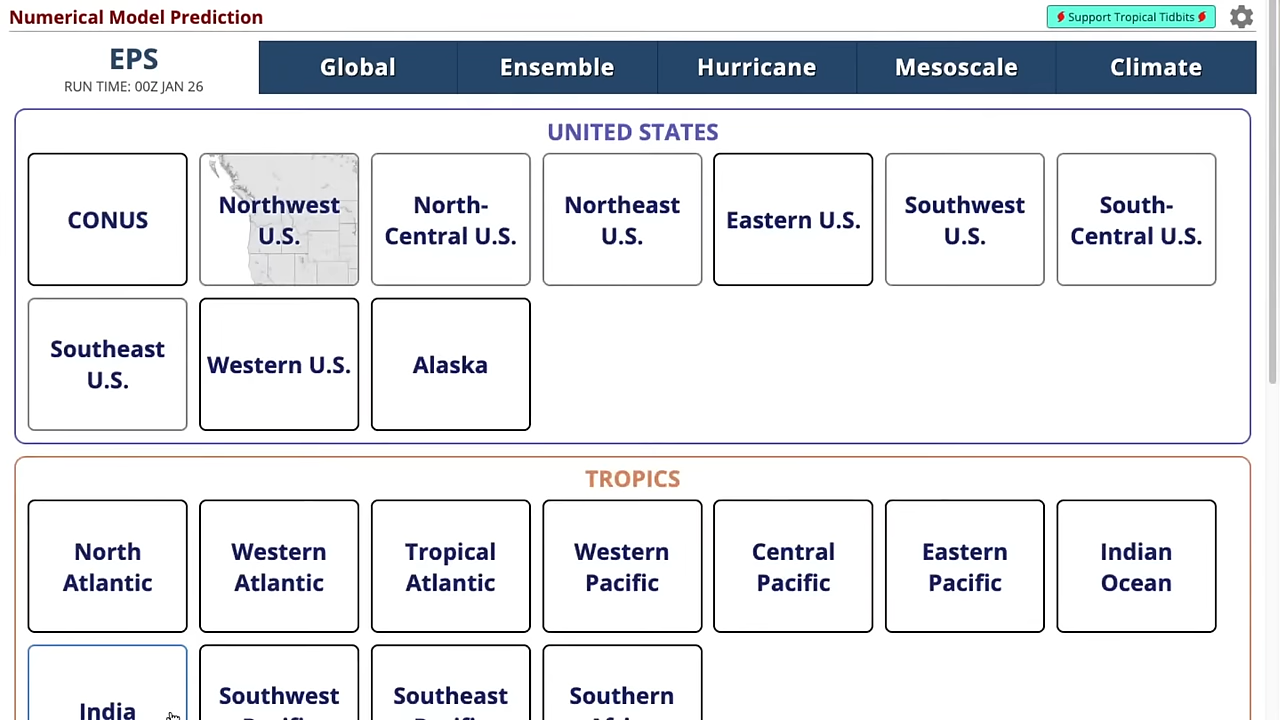 Numerical Model Prediction
Support Tropical Tidbits
EPS
RUN TIME: 00Z JAN 26
Global
Ensemble
Hurricane
Mesoscale
Climate
UNITED STATES
CONUS
Northwest
U.S.
North-
Central U.S.
Northeast
U.S.
Eastern U.S.
Southwest
U.S.
South-
Central U.S.
Southeast
U.S.
Western U.S.
Alaska
TROPICS
North
Atlantic
Western
Atlantic
Tropical
Atlantic
Western
Pacific
Central
Pacific
Eastern
Pacific
Indian
Ocean
India
Southwest
Southeast
Southern